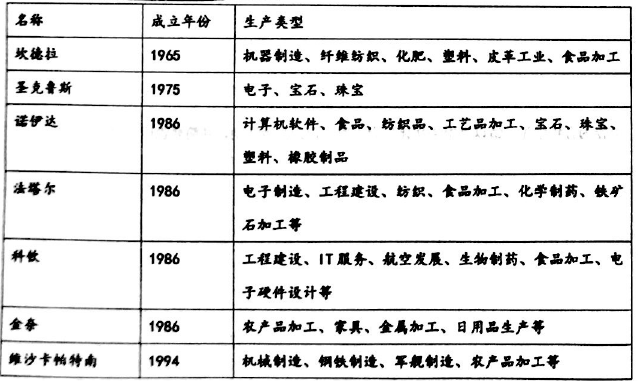 名称 成立年份 生产类型
坎德拉 1965 机器制造、纤维纺织、化肥、塑料、皮革工业、食品加工
圣克鲁斯 1975 电子、宝石、珠宝
诺伊达 1986 计算机软件、食品、纺织品、工艺品加工、宝石、珠宝、
塑料、橡胶制品
法塔尔 1986 电子制造、工程建设、纺织、食品加工、化学制药、铁矿
石加工等
科钦 1986 工程建设、IT服务、航空发展、生物制药、食品加工、电
子硬件设计等
金奈 1986 农产品加工、家具、金属加工、日用品生产等
维沙卡帕特南 1994 机械制造、钢铁制造、军舰制造、农产品加工等